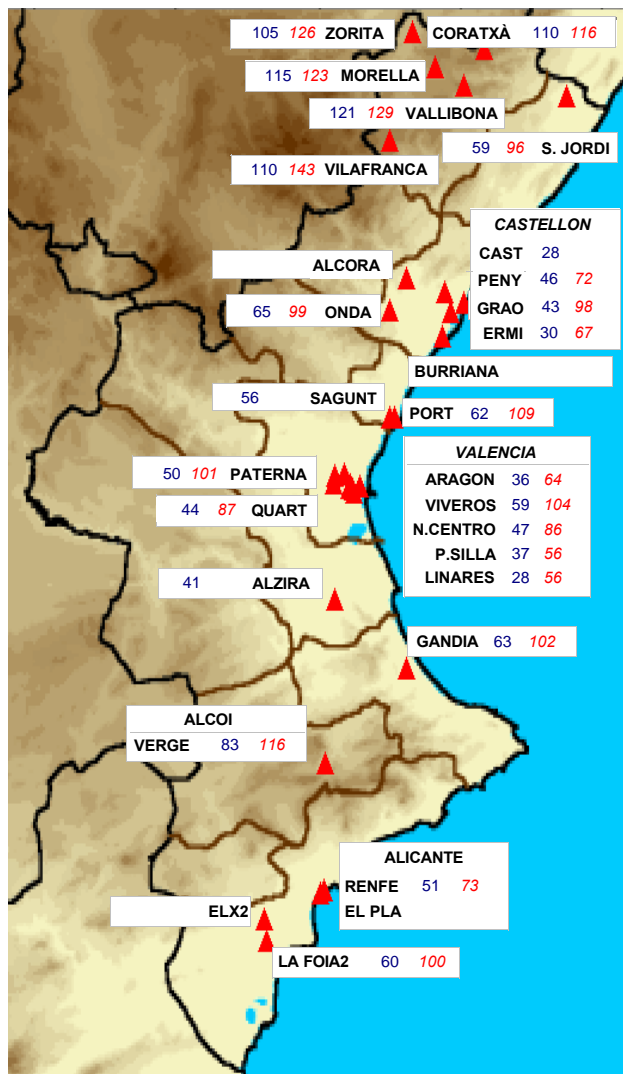 105 126 ZORITA
CORATXÀ 110 116
115 123 MORELLA
121 129 VALLIBONA
59 96 S. JORDI
110 143 VILAFRANCA
CASTELLON
CAST 28
PENY 46 72
GRAO 43 98
ERMI 30 67
ALCORA
65 99 ONDA
BURRIANA
56 SAGUNT
PORT 62 109
VALENCIA
ARAGON 36 64
VIVEROS 59 104
N.CENTRO 47 86
P.SILLA 37 56
LINARES 28 56
50 101 PATERNA
44 87 QUART
41 ALZIRA
GANDIA 63 102
ALCOI
VERGE 83 116
ALICANTE
RENFE 51 73
EL PLA
ELX2
LA FOIA2 60 100